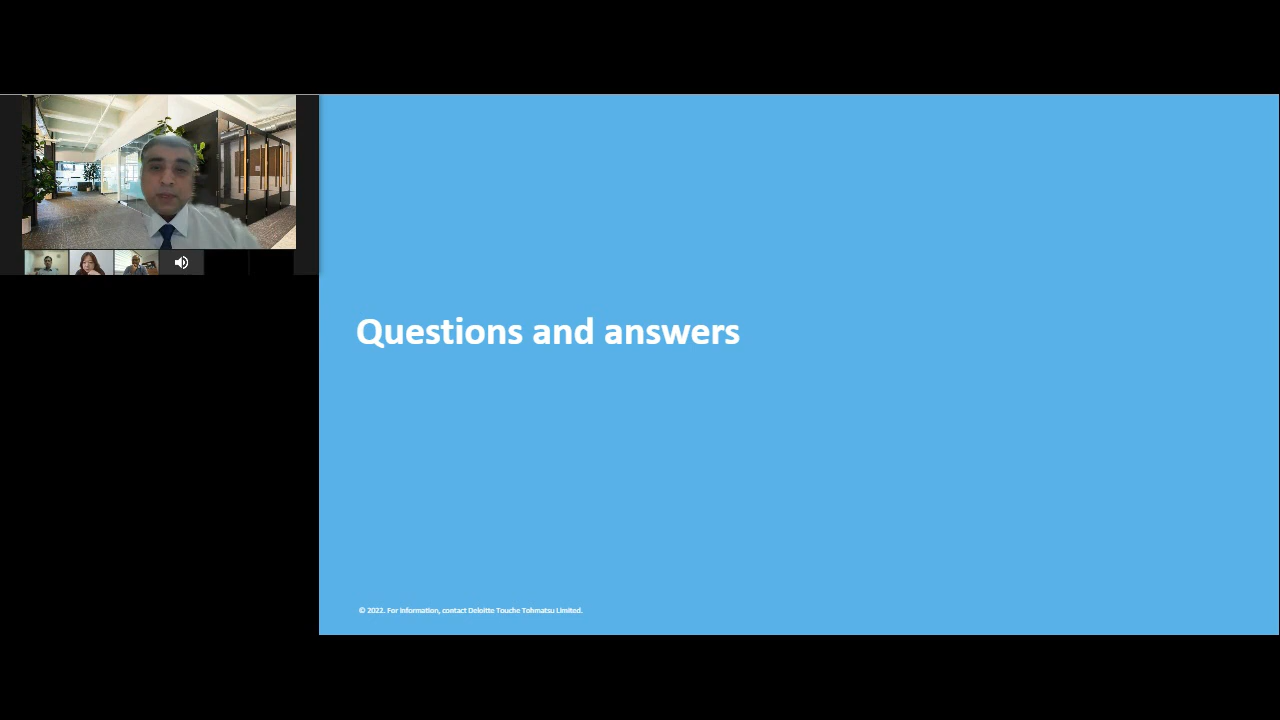 Questions and answers
© 2022. For information, contact Deloitte Touche Tohmatsu Limited.